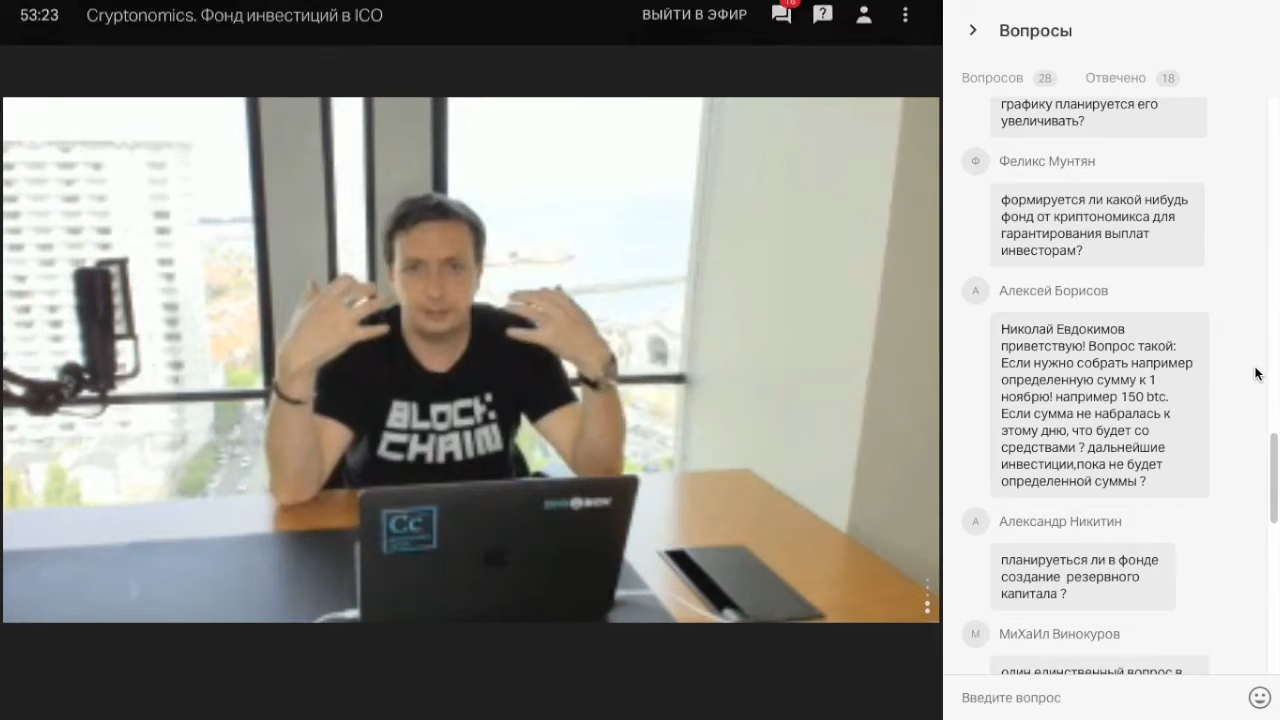 53:23 Cryptonomics. Фонд инвестиций в ICO ВЫЙТИ В ЭФИР 16
Вопросы
Вопросов 28 Отвечено 18
графику планируется его
увеличивать?
Ф Феликс Мунтян
формируется ли какой нибудь
фонд от криптономикса для
гарантирования выплат
инвесторам?
А Алексей Борисов
Николай Евдокимов
приветствую! Вопрос такой:
Если нужно собрать например
определенную сумму к 1
ноябрю! например 150 btc.
Если сумма не набралась к
этому дню, что будет со
средствами ? дальнейшие
инвестиции,пока не будет
определенной суммы ?
А Александр Никитин
планируеться ли в фонде
создание резервного
капитала ?
М МиХаИл Винокуров
один единственный вопрос в
Введите вопрос
BLOCK
CHAIN
Cc